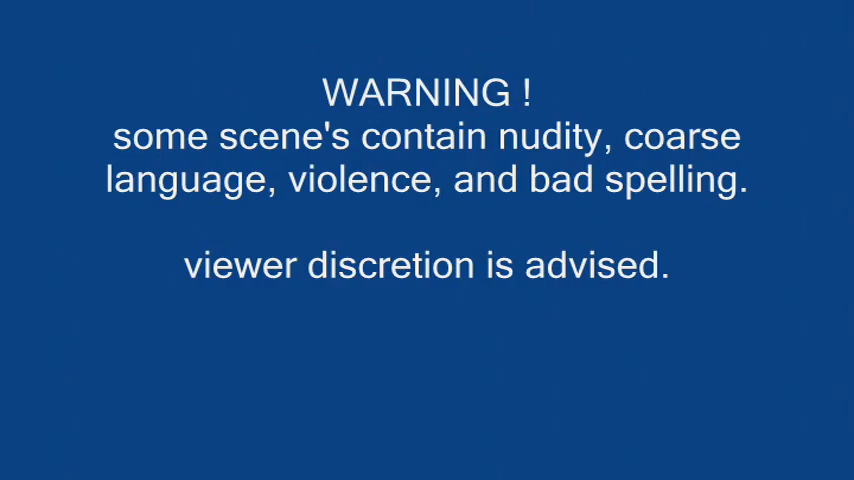 WARNING !
some scene's contain nudity, coarse
language, violence, and bad spelling.
viewer discretion is advised.